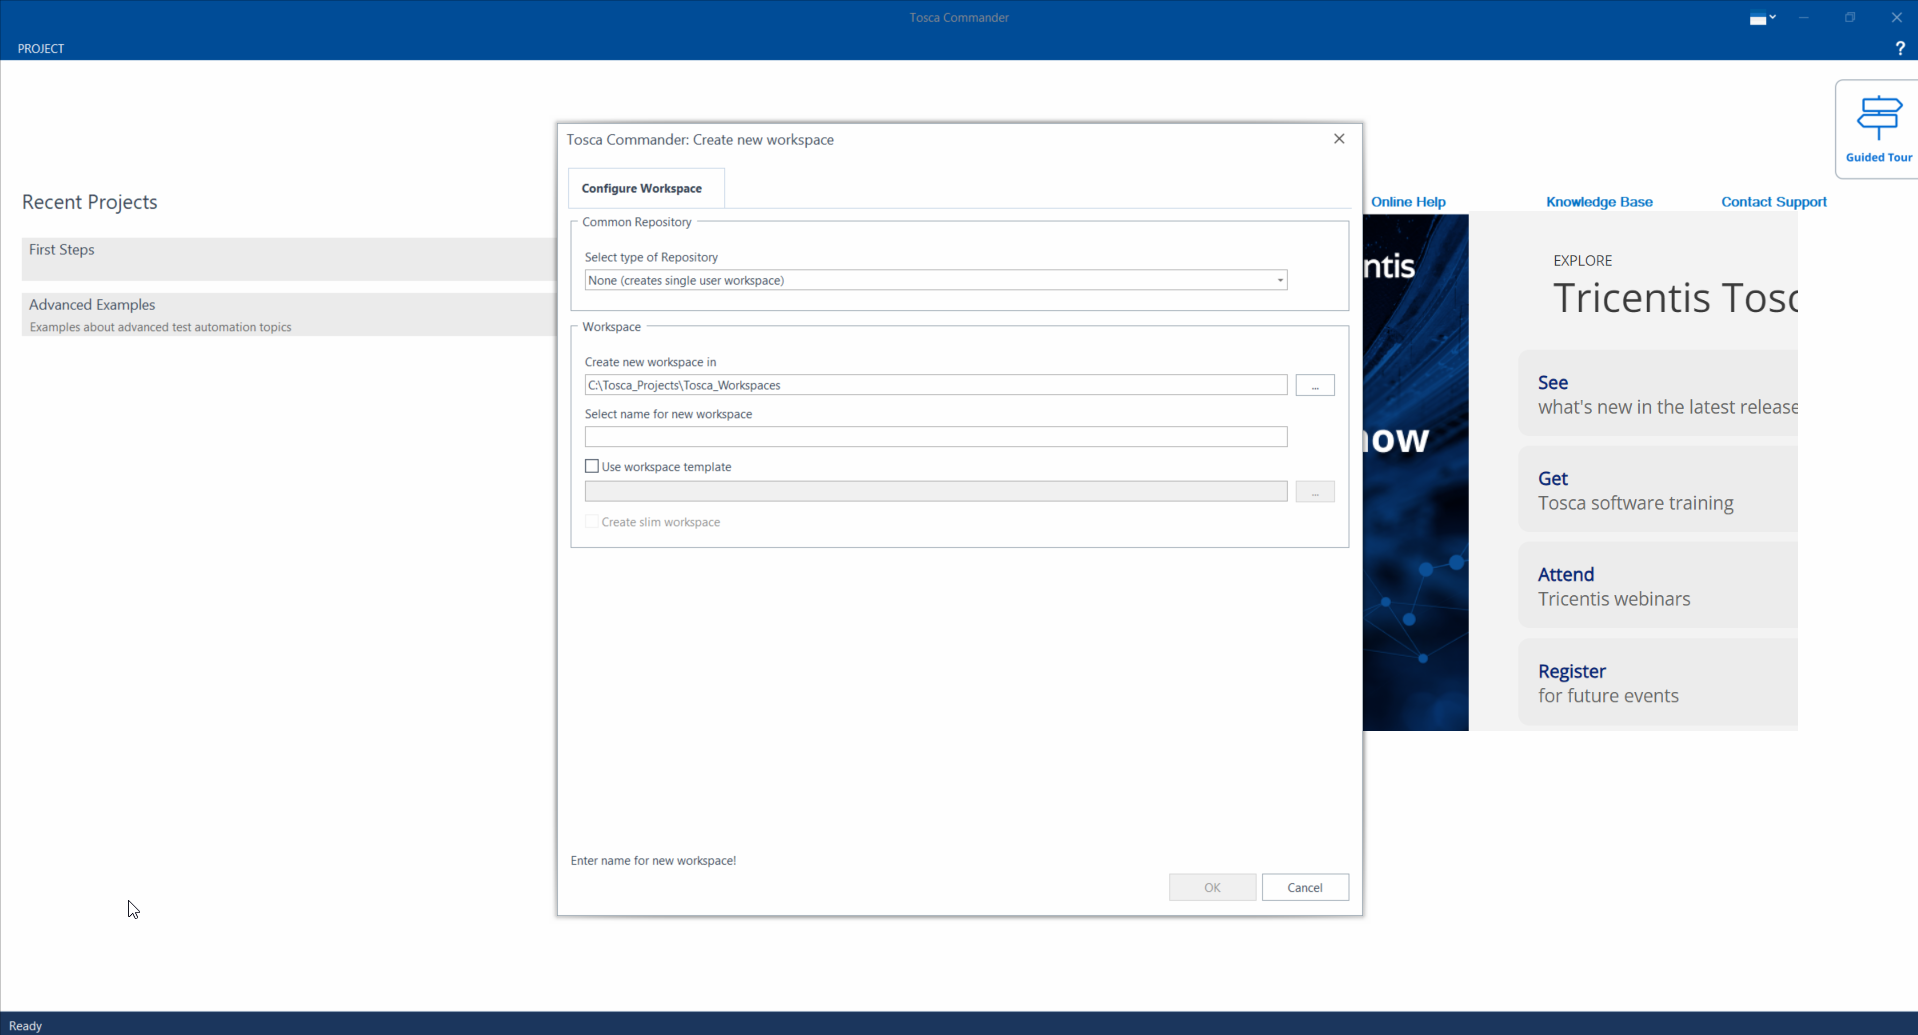 Tosca Commander
PROJECT
?
Guided Tour
Recent Projects
First Steps
Advanced Examples
Examples about advanced test automation topics
Tosca Commander: Create new workspace
Configure Workspace
Common Repository
Select type of Repository
None (creates single user workspace)
Workspace
Create new workspace in
C:\Tosca_Projects\Tosca_Workspaces
...
Select name for new workspace
Use workspace template
...
Create slim workspace
Enter name for new workspace!
OK
Cancel
Online Help
Knowledge Base
Contact Support
ntis
now
EXPLORE
Tricentis Tosc
See
what's new in the latest release
Get
Tosca software training
Attend
Tricentis webinars
Register
for future events
Ready